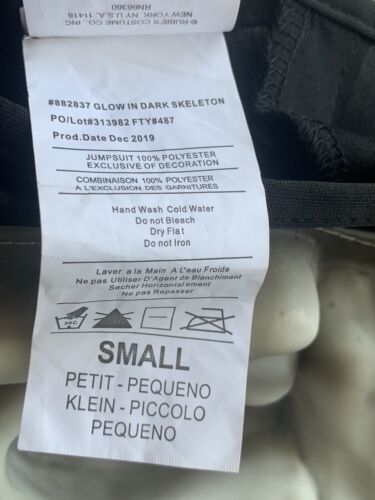 © RUBIE'S COSTUME CO., INC.
NEW YORK, NY, U.S.A. 11418
RN66360
#882837 GLOW IN DARK SKELETON
PO/Lot#313982 FTY#487
Prod.Date Dec 2019
JUMPSUIT 100% POLYESTER
EXCLUSIVE OF DECORATION
COMBINAISON 100% POLYESTER
A L'EXCLUSION DES GARNITURES
Hand Wash Cold Water
Do not Bleach
Dry Flat
Do not Iron
Laver a la Main A L'eau Froide
Ne pas Utiliser D'Agent de Blanchiment
Secher Horizontalement
Ne pas Repasser
30C
SMALL
PETIT - PEQUENO
KLEIN - PICCOLO
PEQUENO